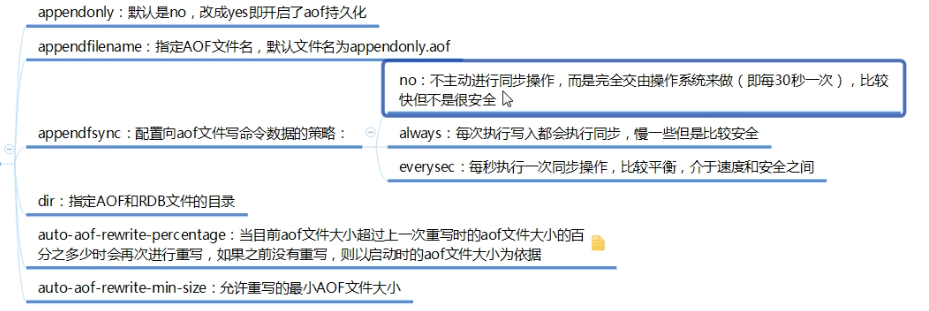 appendonly：默认是no，改成yes即开启了aof持久化
appendfilename：指定AOF文件名，默认文件名为appendonly.aof
appendfsync：配置向aof文件写命令数据的策略：
no：不主动进行同步操作，而是完全交由操作系统来做（即每30秒一次），比较
快但不是很安全
always：每次执行写入都会执行同步，慢一些但是比较安全
everysec：每秒执行一次同步操作，比较平衡，介于速度和安全之间
dir：指定AOF和RDB文件的目录
auto-aof-rewrite-percentage：当目前aof文件大小超过上一次重写时的aof文件大小的百
分之多少时会再次进行重写，如果之前没有重写，则以启动时的aof文件大小为依据
auto-aof-rewrite-min-size：允许重写的最小AOF文件大小